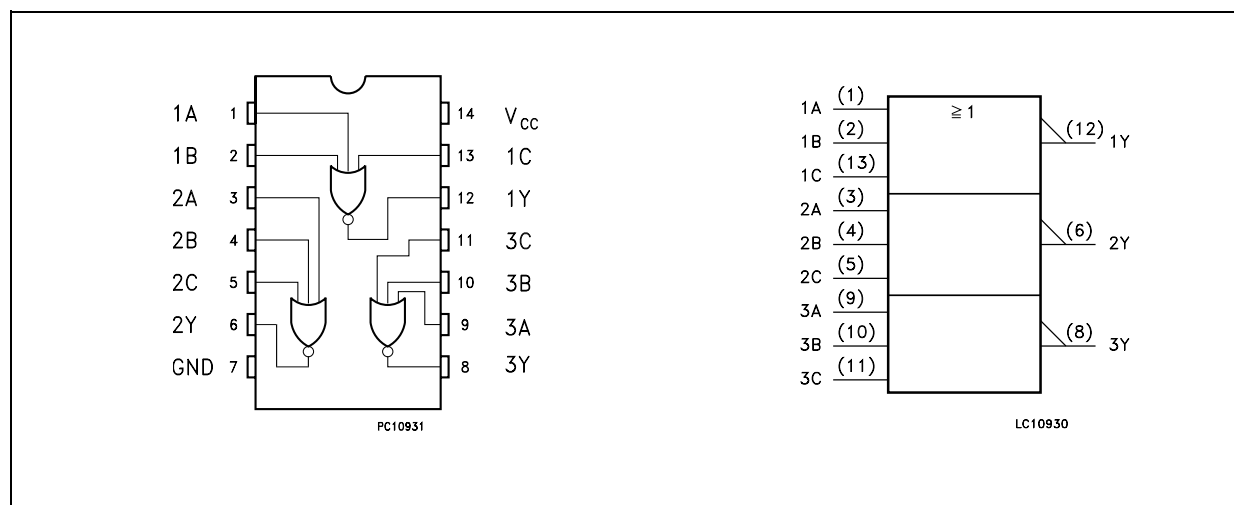 1A 1 14 V_CC
1B 2 13 1C
2A 3 12 1Y
2B 4 11 3C
2C 5 10 3B
2Y 6 9 3A
GND 7 8 3Y
PC10931
≧ 1
1A (1)
1B (2)
1C (13)
2A (3)
2B (4)
2C (5)
3A (9)
3B (10)
3C (11)
(12) 1Y
(6) 2Y
(8) 3Y
LC10930